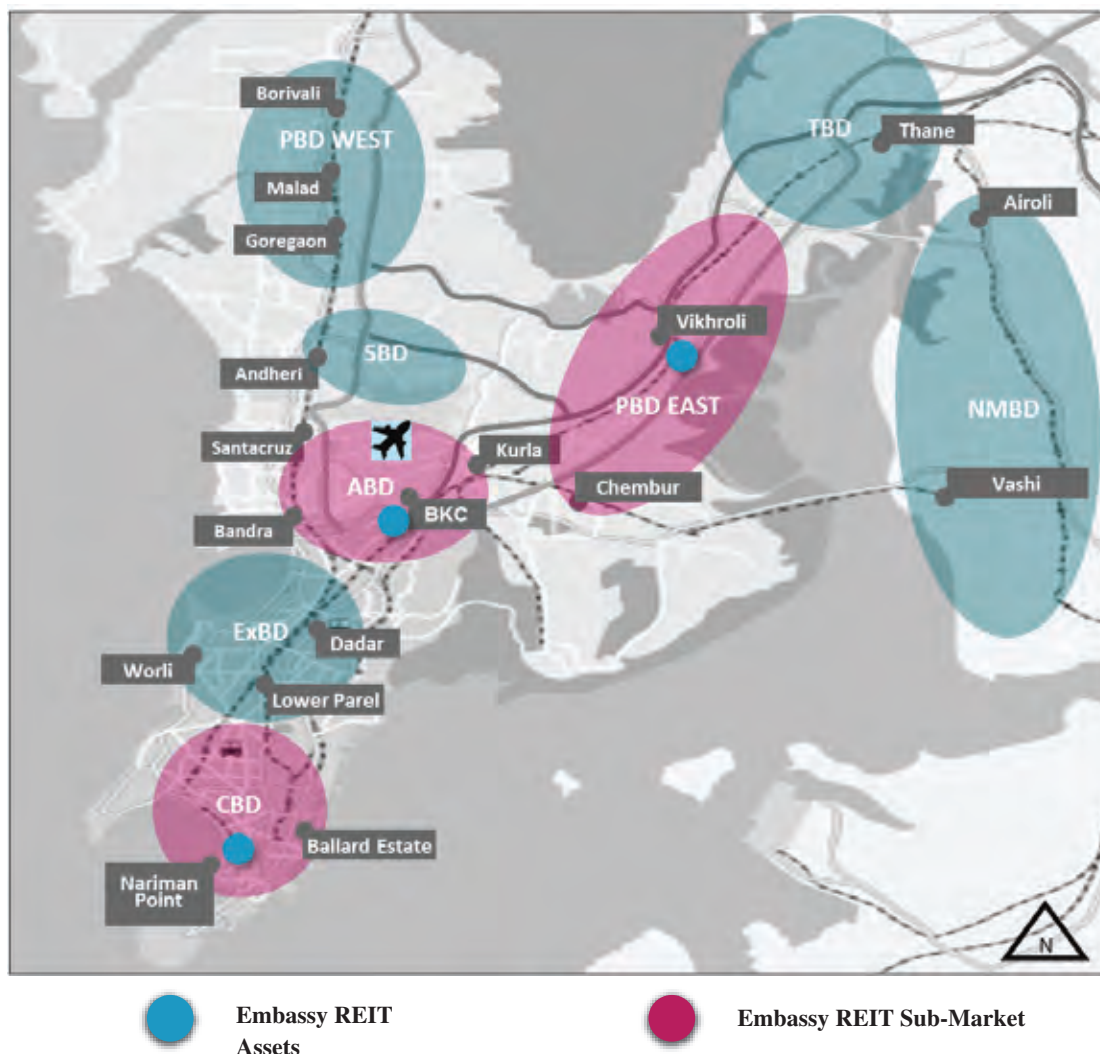 Borivali
PBD WEST
Malad
Goregaon
TBD
Thane
Airoli
Vikhroli
SBD
Andheri
PBD EAST
NMBD
Santacruz
Kurla
ABD
Chembur
Vashi
BKC
Bandra
ExBD
Dadar
Worli
Lower Parel
CBD
Ballard Estate
Nariman
Point
N
Embassy REIT
Assets
Embassy REIT Sub-Market